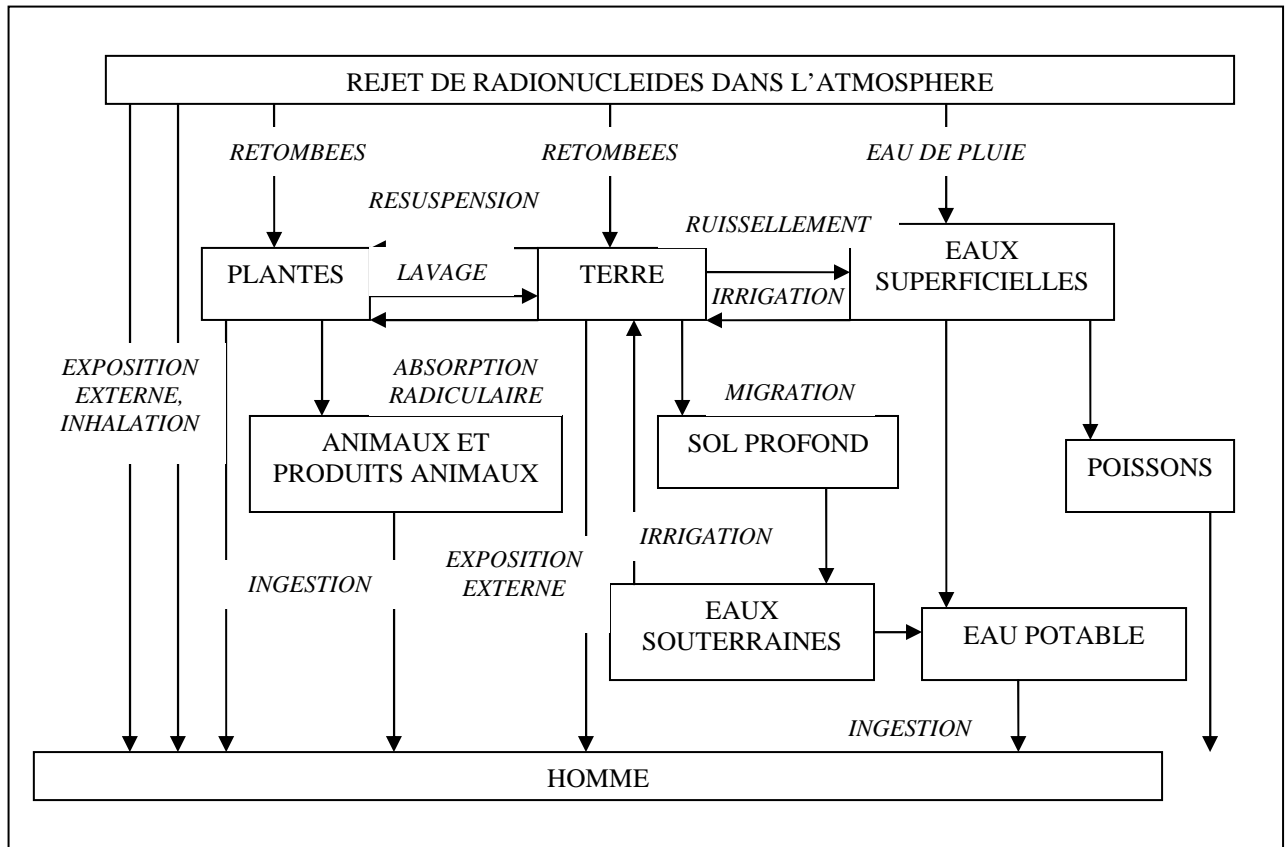 REJET DE RADIONUCLEIDES DANS L'ATMOSPHERE
RETOMBEES
RETOMBEES
EAU DE PLUIE
RESUSPENSION
RUISSELLEMENT
PLANTES
LAVAGE
TERRE
IRRIGATION
EAUX
SUPERFICIELLES
EXPOSITION
EXTERNE,
INHALATION
ABSORPTION
RADICULAIRE
MIGRATION
ANIMAUX ET
PRODUITS ANIMAUX
SOL PROFOND
POISSONS
INGESTION
EXPOSITION
EXTERNE
IRRIGATION
EAUX
SOUTERRAINES
EAU POTABLE
INGESTION
HOMME